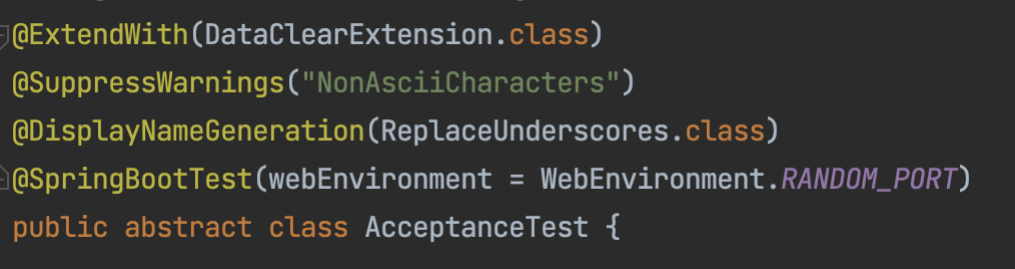 @ExtendWith(DataClearExtension.class)
@SuppressWarnings("NonAsciiCharacters")
@DisplayNameGeneration(ReplaceUnderscores.class)
@SpringBootTest(webEnvironment = WebEnvironment.RANDOM_PORT)
public abstract class AcceptanceTest {